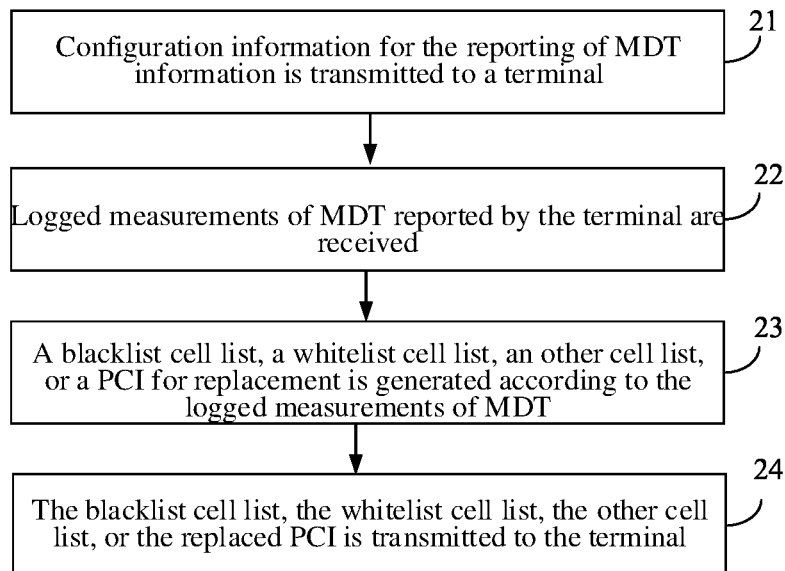 21
Configuration information for the reporting of MDT
information is transmitted to a terminal
22
Logged measurements of MDT reported by the terminal are
received
23
A blacklist cell list, a whitelist cell list, an other cell list,
or a PCI for replacement is generated according to the
logged measurements of MDT
24
The blacklist cell list, the whitelist cell list, the other cell
list, or the replaced PCI is transmitted to the terminal